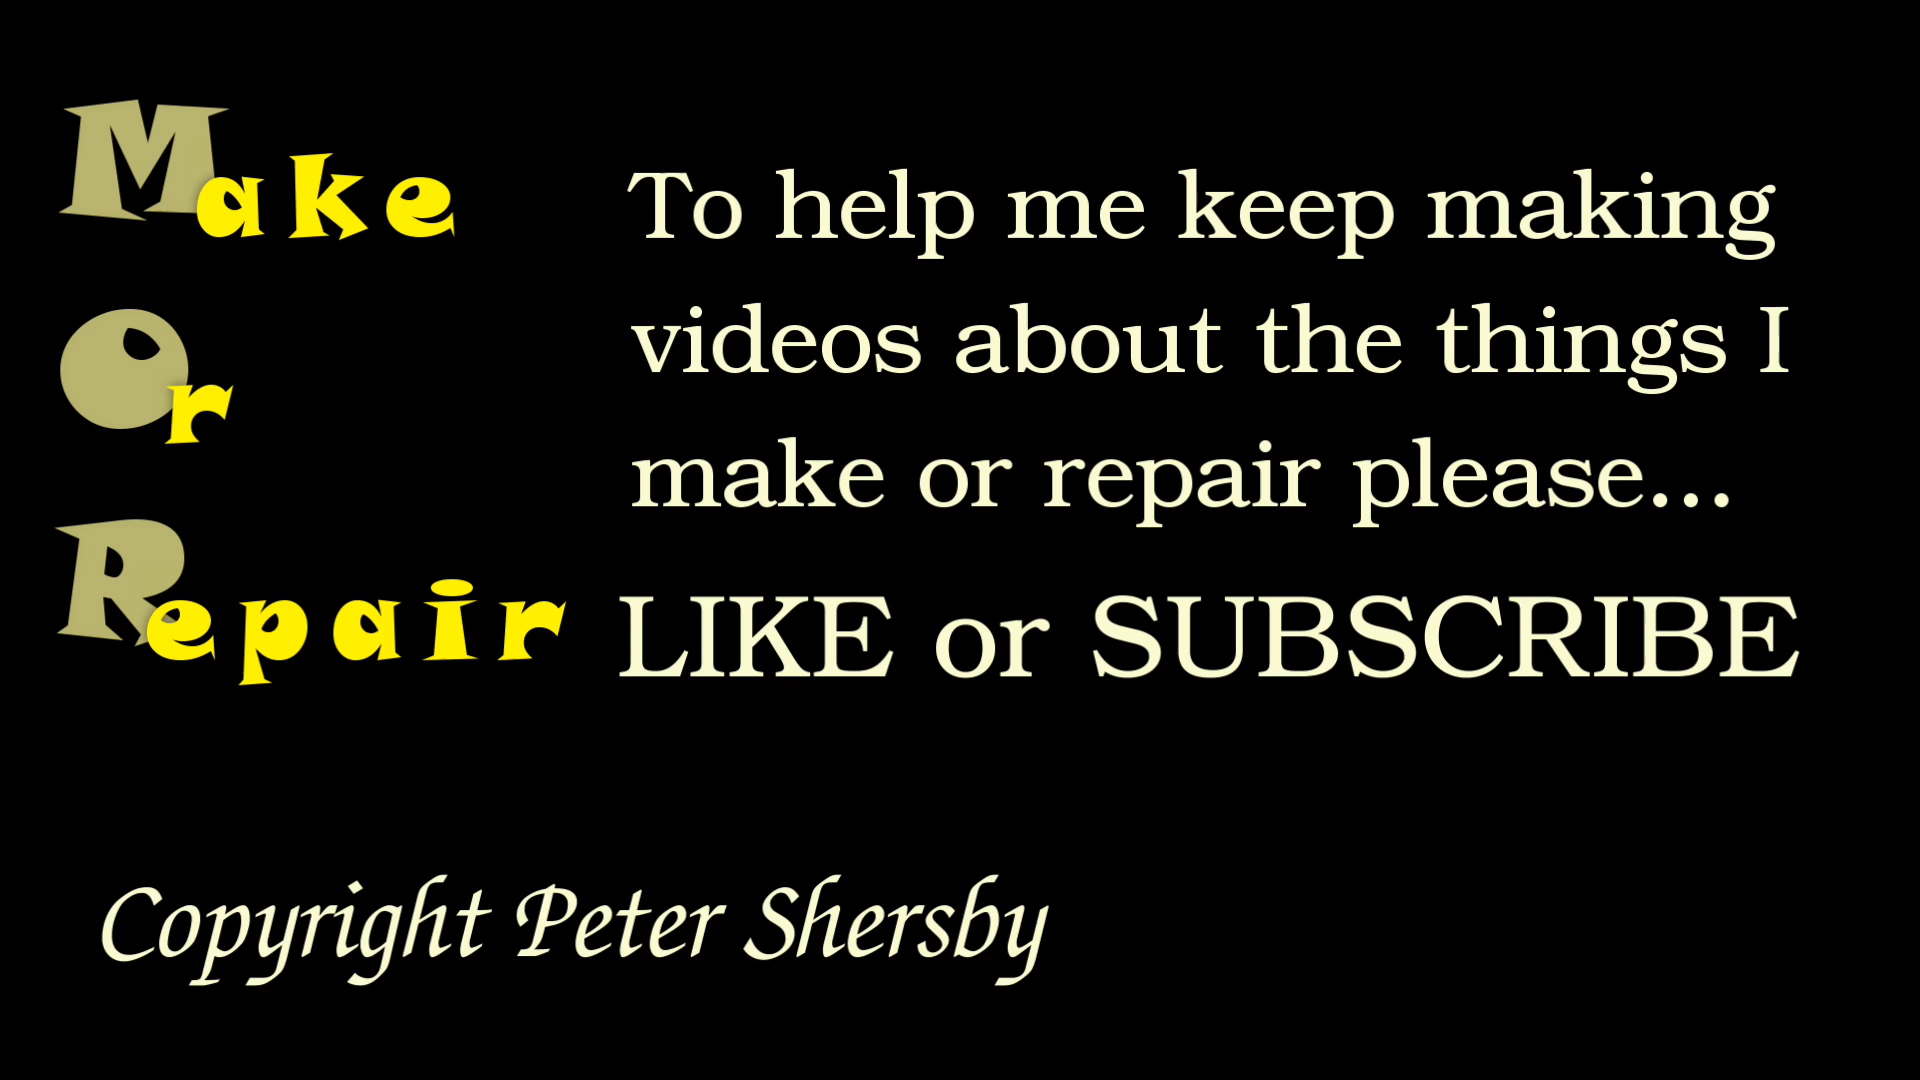 Make
Or
Repair
To help me keep making
videos about the things I
make or repair please...
LIKE or SUBSCRIBE
Copyright Peter Shersby